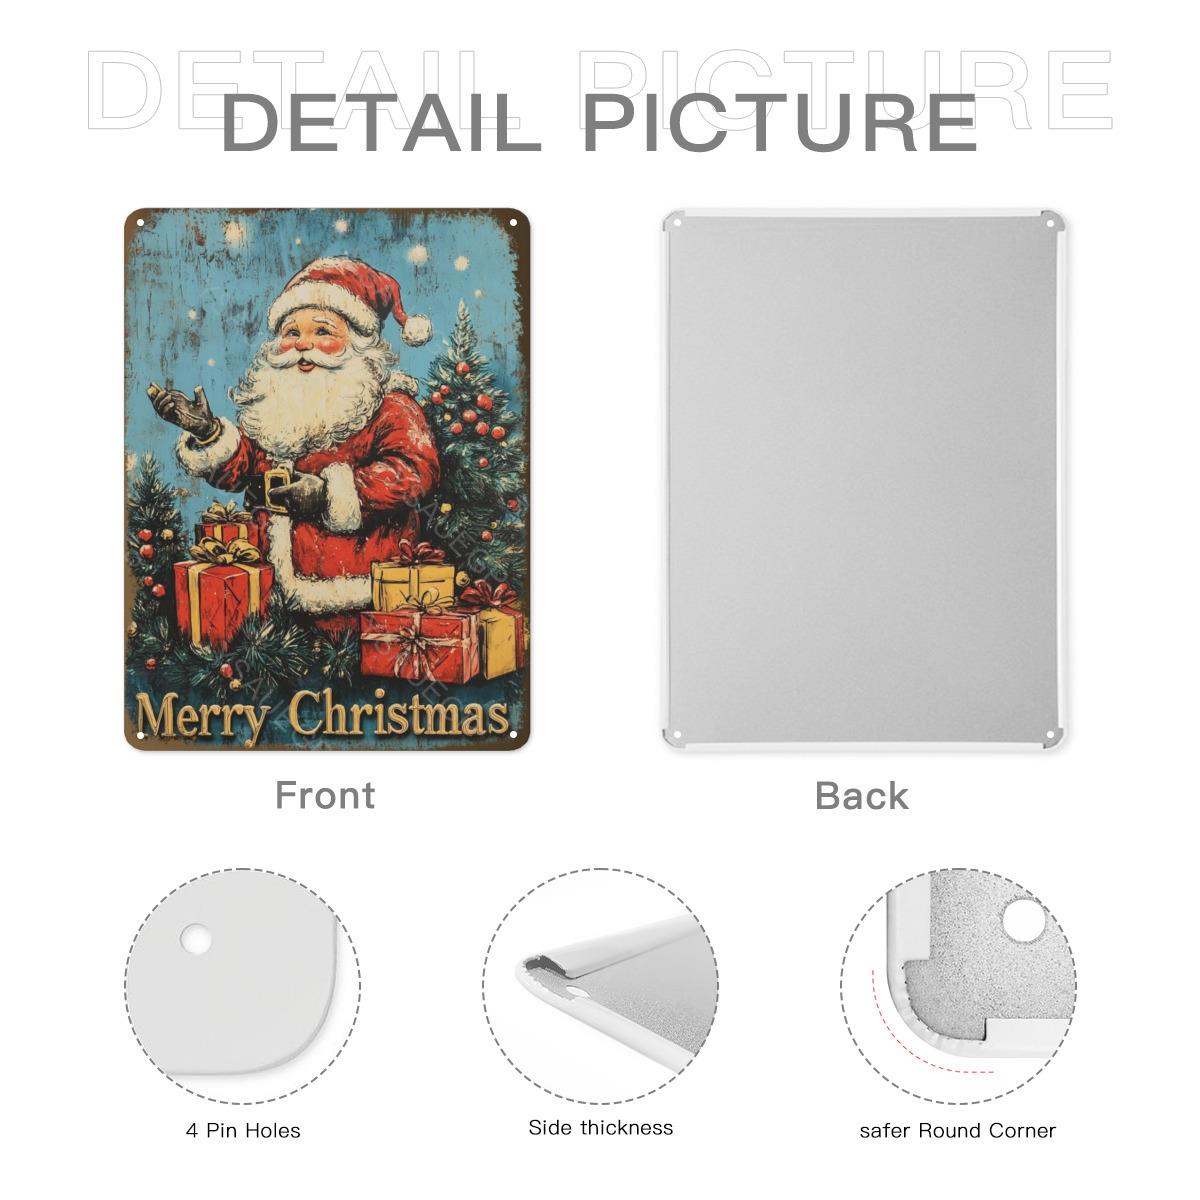 DETAIL PICTURE
DETAIL PICTURE
Merry Christmas
Front
Back
4 Pin Holes
Side thickness
safer Round Corner